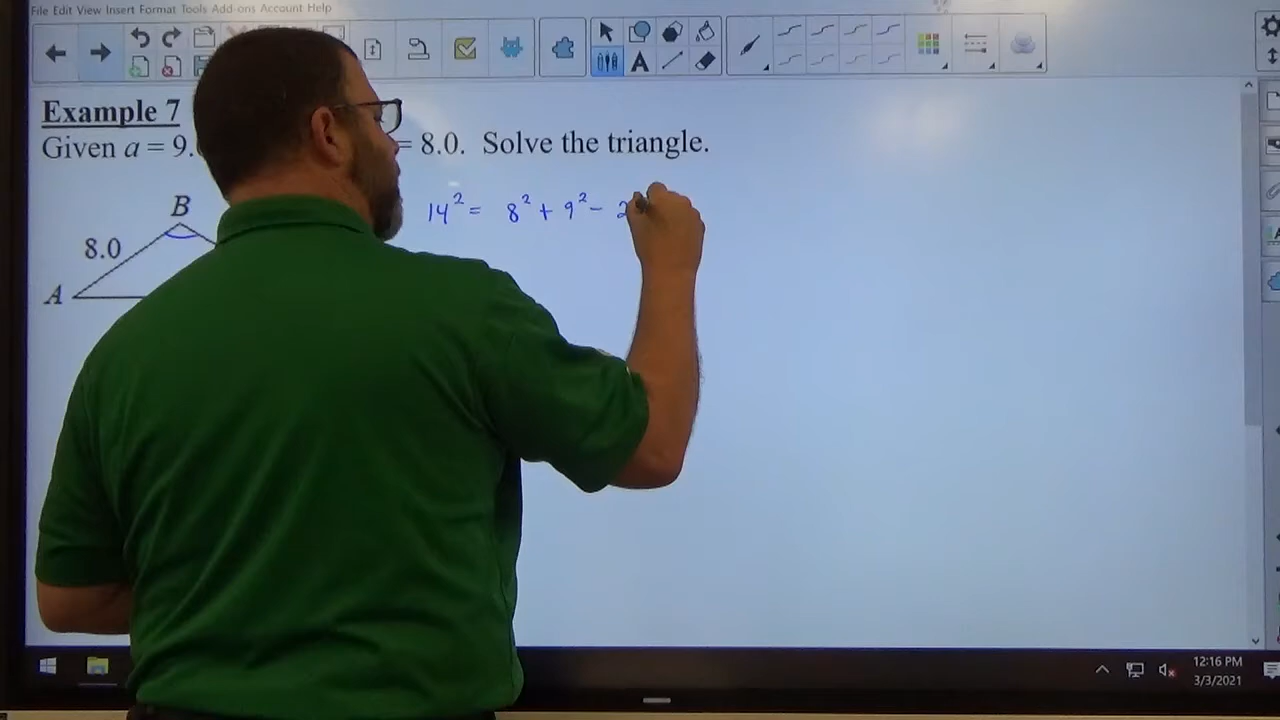 File Edit View Insert Format Tools Add-ons Account Help
Example 7
Given a = 9. = 8.0. Solve the triangle.
14² = 8² + 9² - 2
B
8.0
A
12:16 PM
3/3/2021